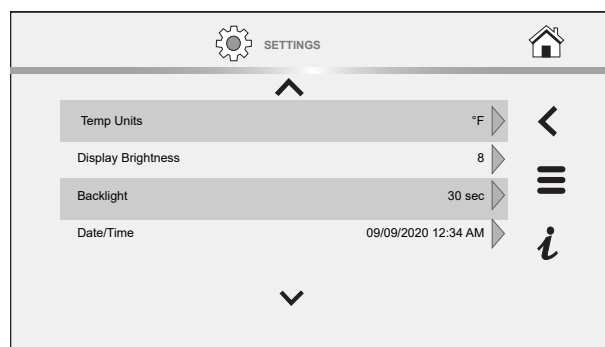 SETTINGS
Temp Units °F
Display Brightness 8
Backlight 30 sec
Date/Time 09/09/2020 12:34 AM
i